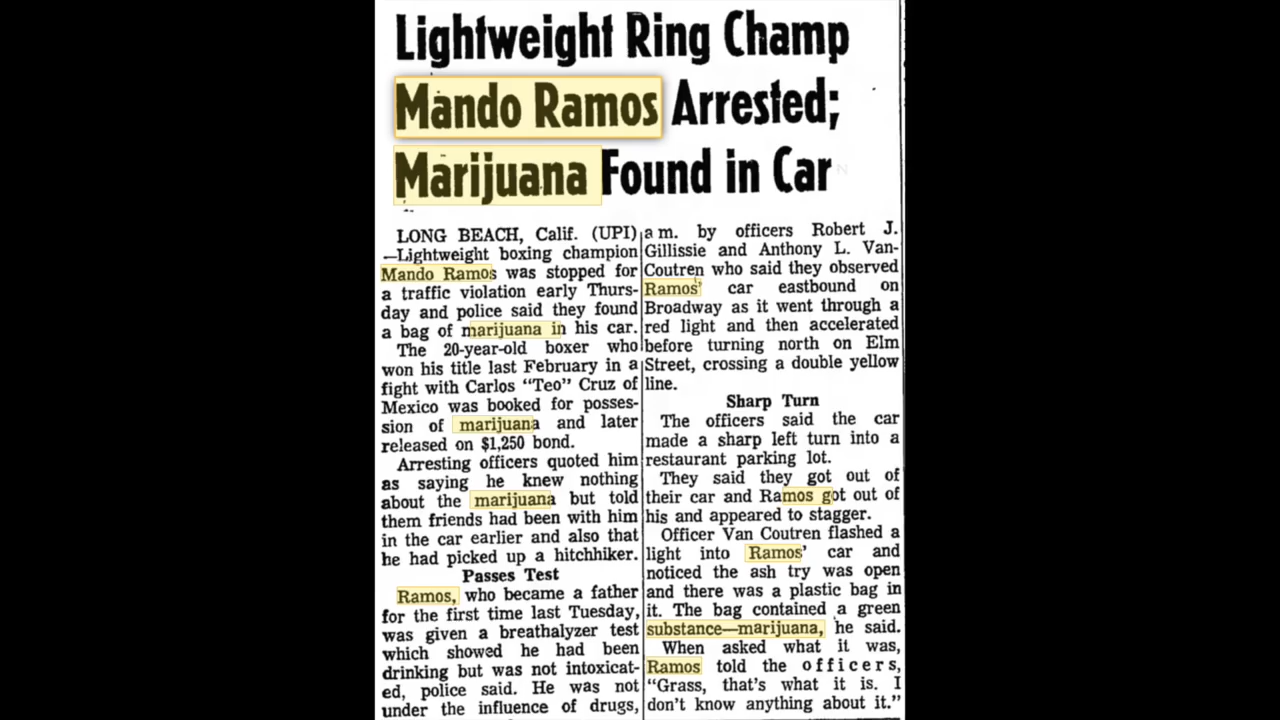 Lightweight Ring Champ
Mando Ramos Arrested;
Marijuana Found in Car
LONG BEACH, Calif. (UPI)
—Lightweight boxing champion
Mando Ramos was stopped for
a traffic violation early Thurs-
day and police said they found
a bag of marijuana in his car.
The 20-year-old boxer who
won his title last February in a
fight with Carlos "Teo" Cruz of
Mexico was booked for posses-
sion of marijuana and later
released on $1,250 bond.
Arresting officers quoted him
as saying he knew nothing
about the marijuana but told
them friends had been with him
in the car earlier and also that
he had picked up a hitchhiker.
Passes Test
Ramos, who became a father
for the first time last Tuesday,
was given a breathalyzer test
which showed he had been
drinking but was not intoxicat-
ed, police said. He was not
under the influence of drugs,
a m. by officers Robert J.
Gillissie and Anthony L. Van-
Coutren who said they observed
Ramos' car eastbound on
Broadway as it went through a
red light and then accelerated
before turning north on Elm
Street, crossing a double yellow
line.
Sharp Turn
The officers said the car
made a sharp left turn into a
restaurant parking lot.
They said they got out of
their car and Ramos got out of
his and appeared to stagger.
Officer Van Coutren flashed a
light into Ramos' car and
noticed the ash try was open
and there was a plastic bag in
it. The bag contained a green
substance—marijuana, he said.
When asked what it was,
Ramos told the officers,
"Grass, that's what it is. I
don't know anything about it."